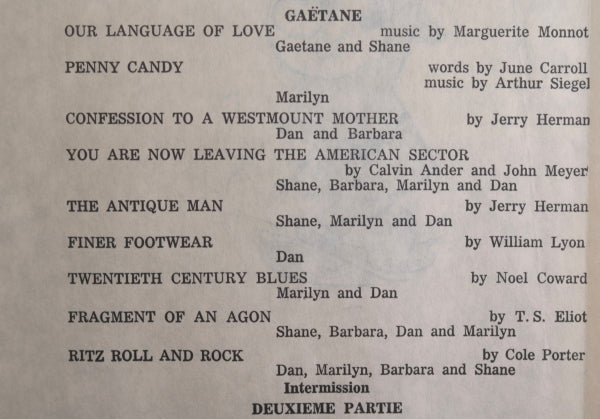 GAËTANE
OUR LANGUAGE OF LOVE music by Marguerite Monnot
Gaetane and Shane
PENNY CANDY words by June Carroll
music by Arthur Siegel
Marilyn
CONFESSION TO A WESTMOUNT MOTHER by Jerry Herman
Dan and Barbara
YOU ARE NOW LEAVING THE AMERICAN SECTOR
by Calvin Ander and John Meyer
Shane, Barbara, Marilyn and Dan
THE ANTIQUE MAN by Jerry Herman
Shane, Marilyn and Dan
FINER FOOTWEAR by William Lyon
Dan
TWENTIETH CENTURY BLUES by Noel Coward
Marilyn and Dan
FRAGMENT OF AN AGON by T. S. Eliot
Shane, Barbara, Dan and Marilyn
RITZ ROLL AND ROCK by Cole Porter
Dan, Marilyn, Barbara and Shane
Intermission
DEUXIEME PARTIE